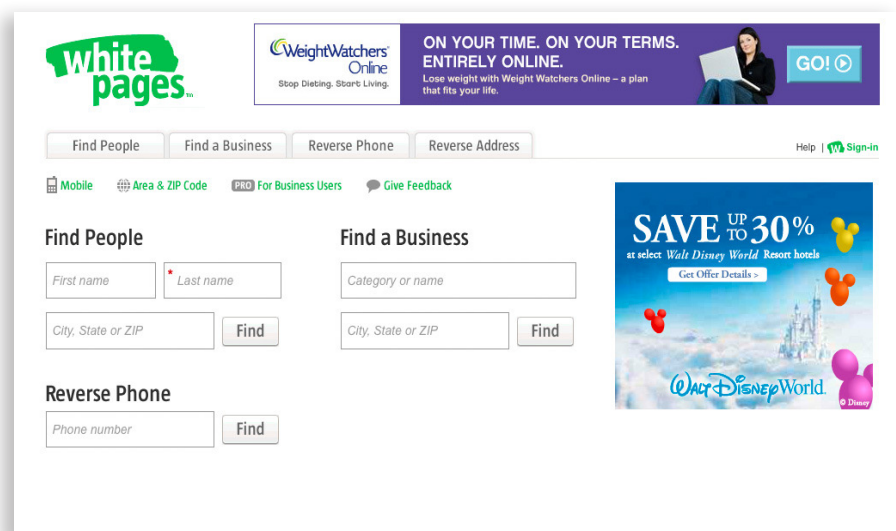 white
pages™
WeightWatchers®
Online
Stop Dieting. Start Living.
ON YOUR TIME. ON YOUR TERMS.
ENTIRELY ONLINE.
Lose weight with Weight Watchers Online – a plan
that fits your life.
GO!
Find People
Find a Business
Reverse Phone
Reverse Address
Help | W Sign-in
Mobile
Area & ZIP Code
PRO For Business Users
Give Feedback
Find People
First name
* Last name
City, State or ZIP
Find
Find a Business
Category or name
City, State or ZIP
Find
Reverse Phone
Phone number
Find
SAVE UP TO 30%
at select Walt Disney World Resort hotels
Get Offer Details >
WALT DISNEY World.
© Disney